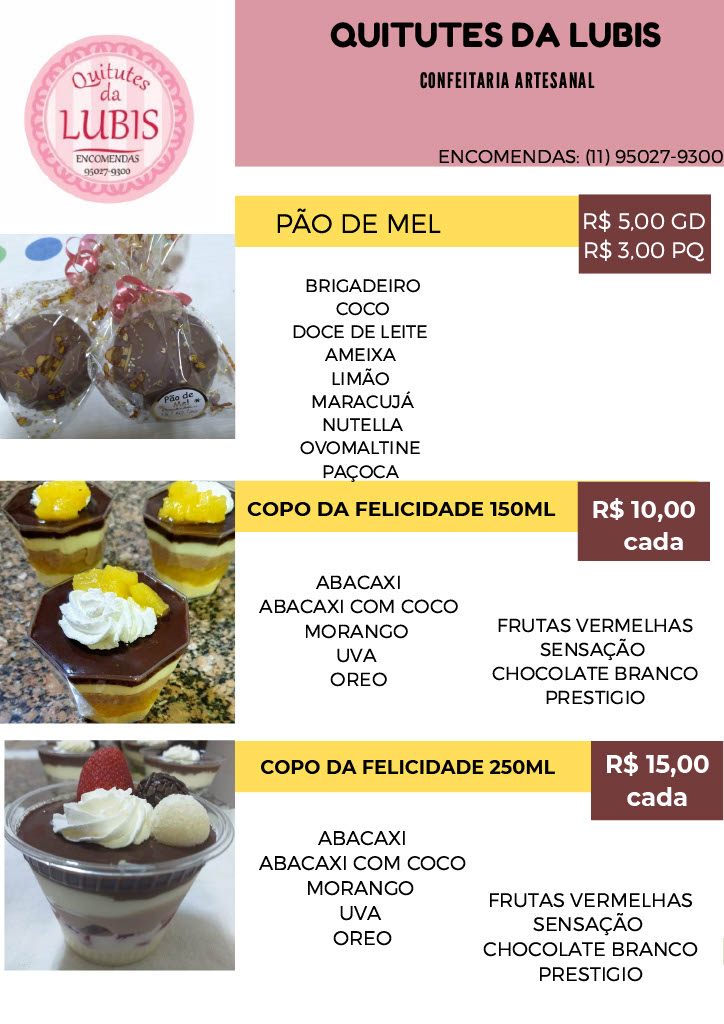 Quitutes
da
LUBIS
ENCOMENDAS
95027-9300
QUITUTES DA LUBIS
CONFEITARIA ARTESANAL
ENCOMENDAS: (11) 95027-9300
PÃO DE MEL
R$ 5,00 GD
R$ 3,00 PQ
Pão de
Mel
BRIGADEIRO
COCO
DOCE DE LEITE
AMEIXA
LIMÃO
MARACUJÁ
NUTELLA
OVOMALTINE
PAÇOCA
COPO DA FELICIDADE 150ML
R$ 10,00
cada
ABACAXI
ABACAXI COM COCO
MORANGO
UVA
OREO
FRUTAS VERMELHAS
SENSAÇÃO
CHOCOLATE BRANCO
PRESTIGIO
COPO DA FELICIDADE 250ML
R$ 15,00
cada
ABACAXI
ABACAXI COM COCO
MORANGO
UVA
OREO
FRUTAS VERMELHAS
SENSAÇÃO
CHOCOLATE BRANCO
PRESTIGIO